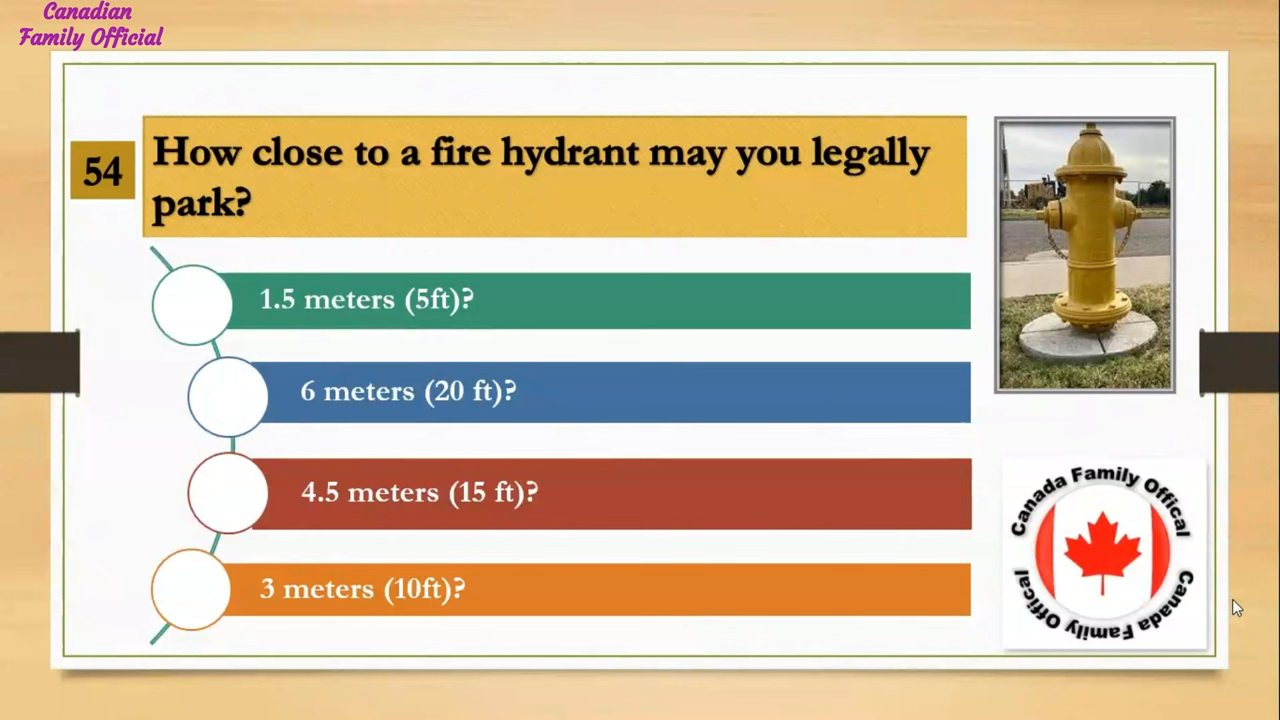 Canadian
Family Official
54
How close to a fire hydrant may you legally
park?
1.5 meters (5ft)?
6 meters (20 ft)?
4.5 meters (15 ft)?
3 meters (10ft)?
Canada Family Offical
Canada Family Offical